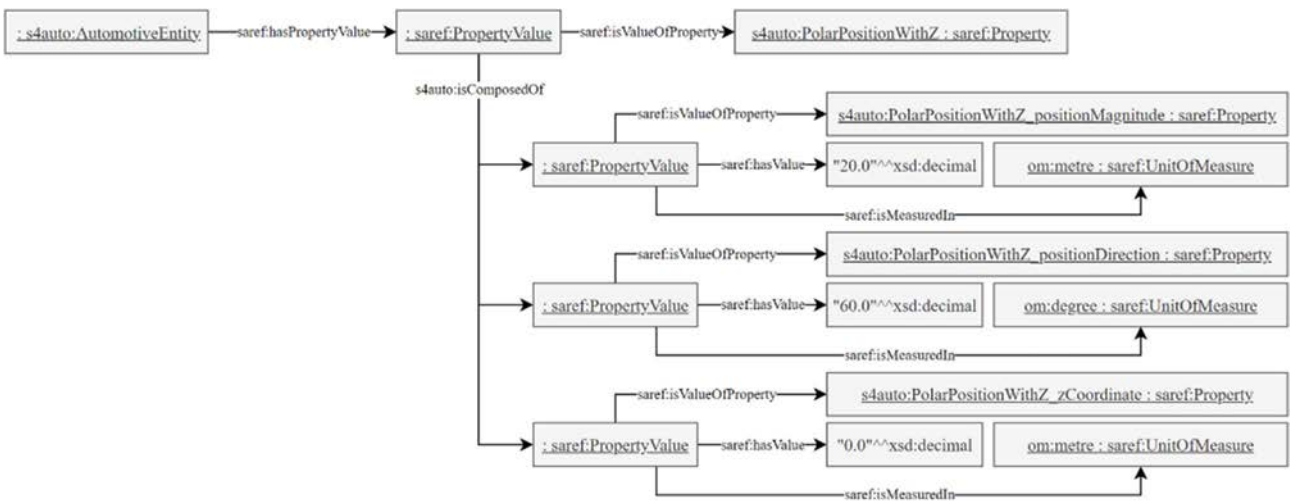 : s4auto:AutomotiveEntity
saref:hasPropertyValue
: saref:PropertyValue
saref:isValueOfProperty
s4auto:PolarPositionWithZ : saref:Property
s4auto:isComposedOf
saref:isValueOfProperty
s4auto:PolarPositionWithZ_positionMagnitude : saref:Property
: saref:PropertyValue
saref:hasValue
"20.0"^^xsd:decimal
om:metre : saref:UnitOfMeasure
saref:isMeasuredIn
saref:isValueOfProperty
s4auto:PolarPositionWithZ_positionDirection : saref:Property
: saref:PropertyValue
saref:hasValue
"60.0"^^xsd:decimal
om:degree : saref:UnitOfMeasure
saref:isMeasuredIn
saref:isValueOfProperty
s4auto:PolarPositionWithZ_zCoordinate : saref:Property
: saref:PropertyValue
saref:hasValue
"0.0"^^xsd:decimal
om:metre : saref:UnitOfMeasure
saref:isMeasuredIn